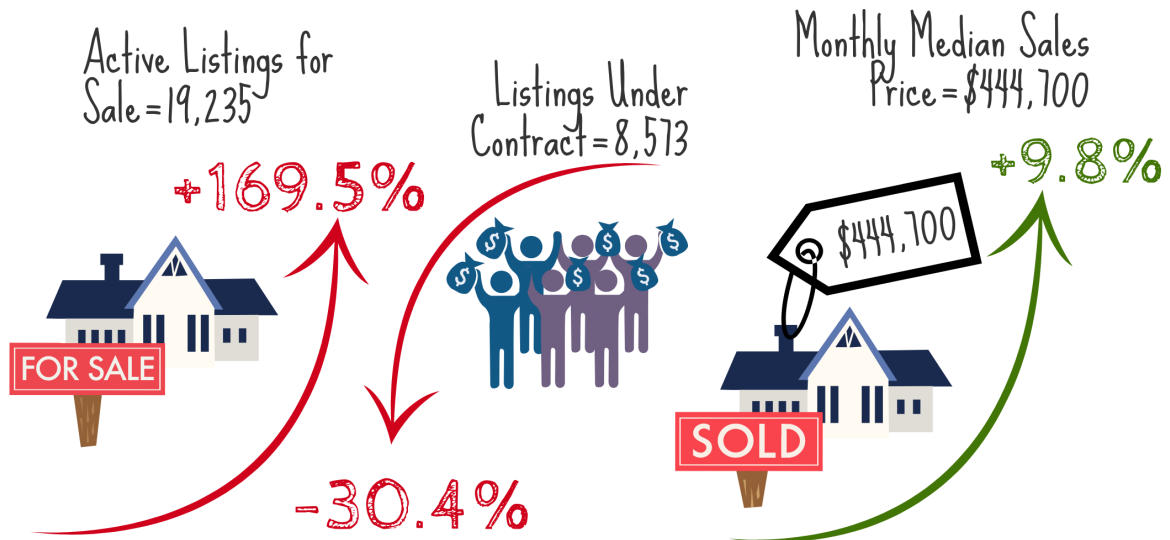 Active Listings for
Sale=19,235
+169.5%
FOR SALE
Listings Under
Contract=8,573
$ $ $ $ $ $
-30.4%
Monthly Median Sales
Price=$444,700
+9.8%
$444,700
SOLD